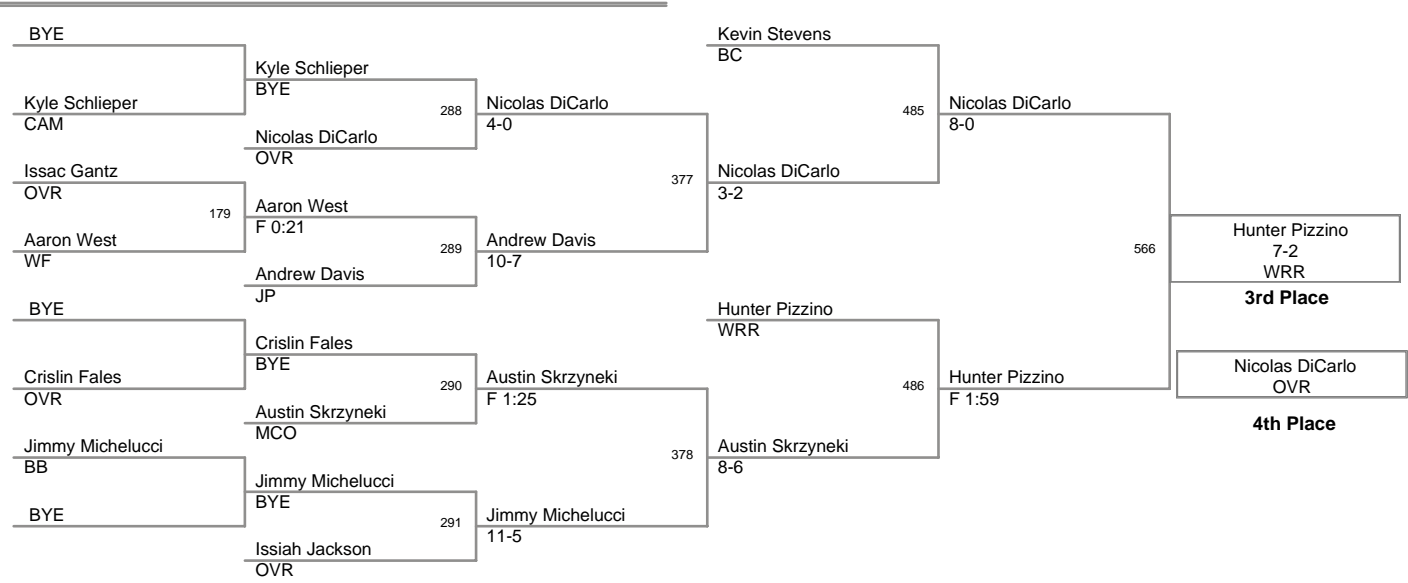 BYE
Kyle Schlieper
CAM
Issac Gantz
OVR
179
Aaron West
WF
BYE
Crislin Fales
OVR
Jimmy Michelucci
BB
BYE
Kyle Schlieper
BYE
288
Nicolas DiCarlo
OVR
Aaron West
F 0:21
289
Andrew Davis
JP
Crislin Fales
BYE
290
Austin Skrzyneki
MCO
Jimmy Michelucci
BYE
291
Issiah Jackson
OVR
Nicolas DiCarlo
4-0
377
Andrew Davis
10-7
Austin Skrzyneki
F 1:25
378
Jimmy Michelucci
11-5
Kevin Stevens
BC
485
Nicolas DiCarlo
3-2
Hunter Pizzino
WRR
486
Austin Skrzyneki
8-6
Nicolas DiCarlo
8-0
566
Hunter Pizzino
F 1:59
Hunter Pizzino
7-2
WRR
3rd Place
Nicolas DiCarlo
OVR
4th Place